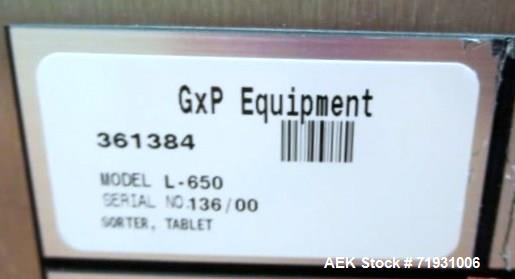 GxP Equipment
361384
MODEL L-650
SERIAL NO.136/00
SORTER, TABLET
AEK Stock # 71931006